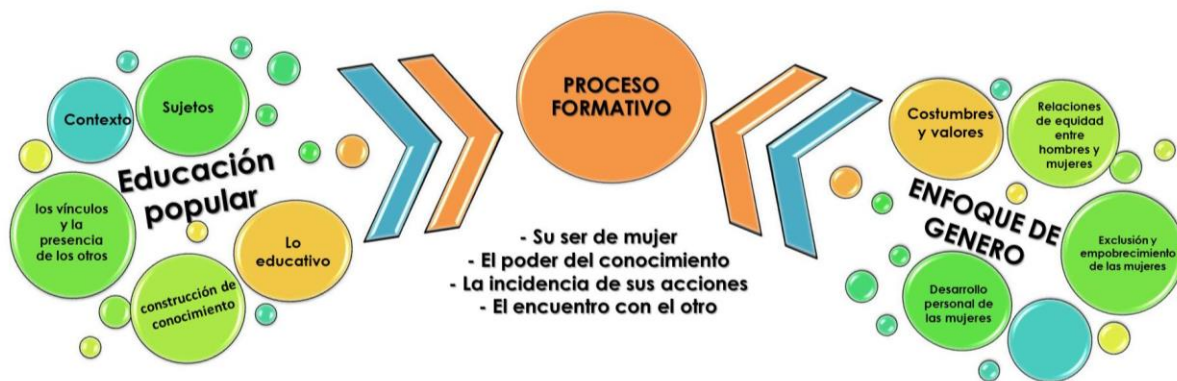 Contexto
Sujetos
Educación
popular
los vínculos
y la
presencia
de los otros
Lo
educativo
construcción de
conocimiento
PROCESO
FORMATIVO
- Su ser de mujer
- El poder del conocimiento
- La incidencia de sus acciones
- El encuentro con el otro
Costumbres
y valores
Relaciones
de equidad
entre
hombres y
mujeres
ENFOQUE DE
GENERO
Exclusión y
empobrecimiento
de las mujeres
Desarrollo
personal de
las mujeres